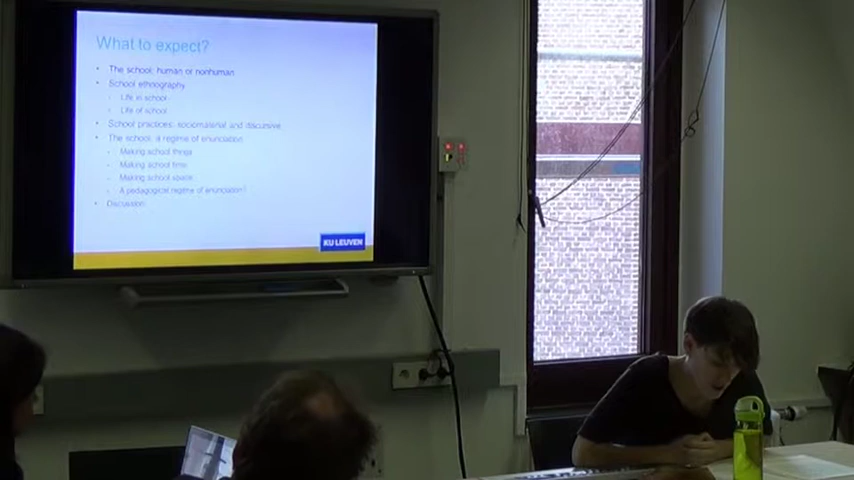 What to expect?
• The school: human or nonhuman
• School ethnography
- Life in school
- Life of school
• School practices: sociomaterial and discursive
• The school: a regime of enunciation
- Making school things
- Making school time
- Making school space
- A pedagogical regime of enunciation?
• Discussion
KU LEUVEN